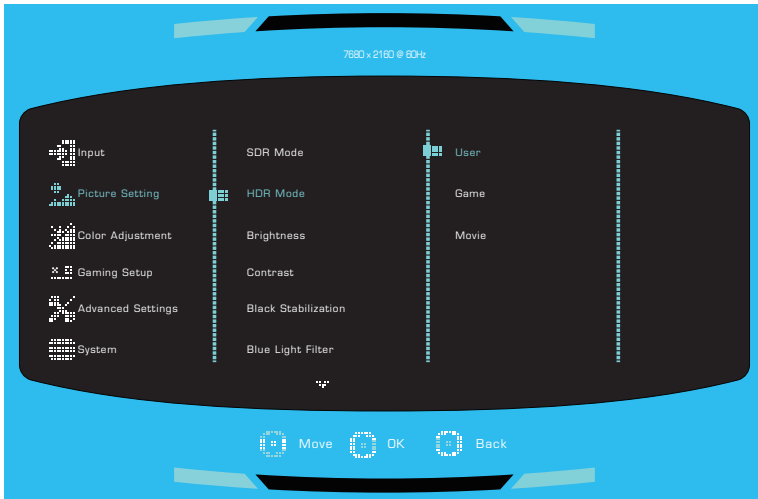 7680 x 2160 @ 60Hz
Input
Picture Setting
Color Adjustment
Gaming Setup
Advanced Settings
System
SDR Mode
HDR Mode
Brightness
Contrast
Black Stabilization
Blue Light Filter
User
Game
Movie
Move OK Back